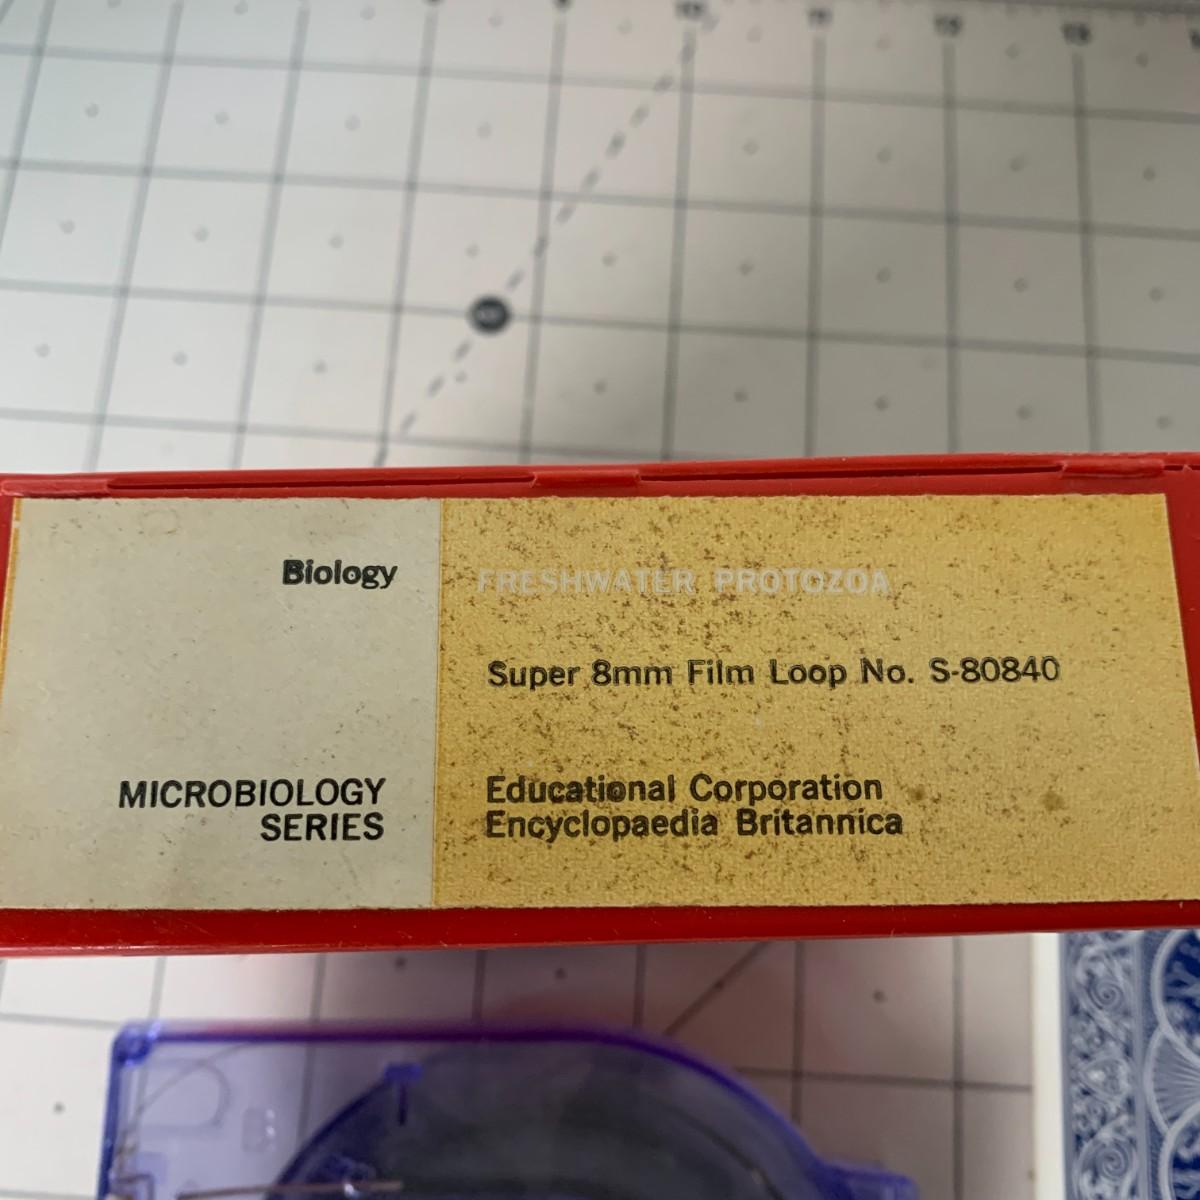 Biology
FRESHWATER PROTOZOA
Super 8mm Film Loop No. S-80840
MICROBIOLOGY
SERIES
Educational Corporation
Encyclopaedia Britannica